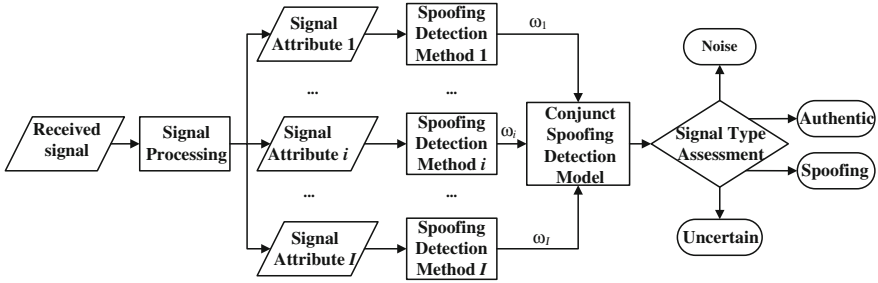 Received
signal
Signal
Processing
Signal
Attribute 1
Spoofing
Detection
Method 1
ω1
...
...
Signal
Attribute i
Spoofing
Detection
Method i
ωi
...
...
Signal
Attribute I
Spoofing
Detection
Method I
ωI
Conjunct
Spoofing
Detection
Model
Signal Type
Assessment
Noise
Authentic
Spoofing
Uncertain